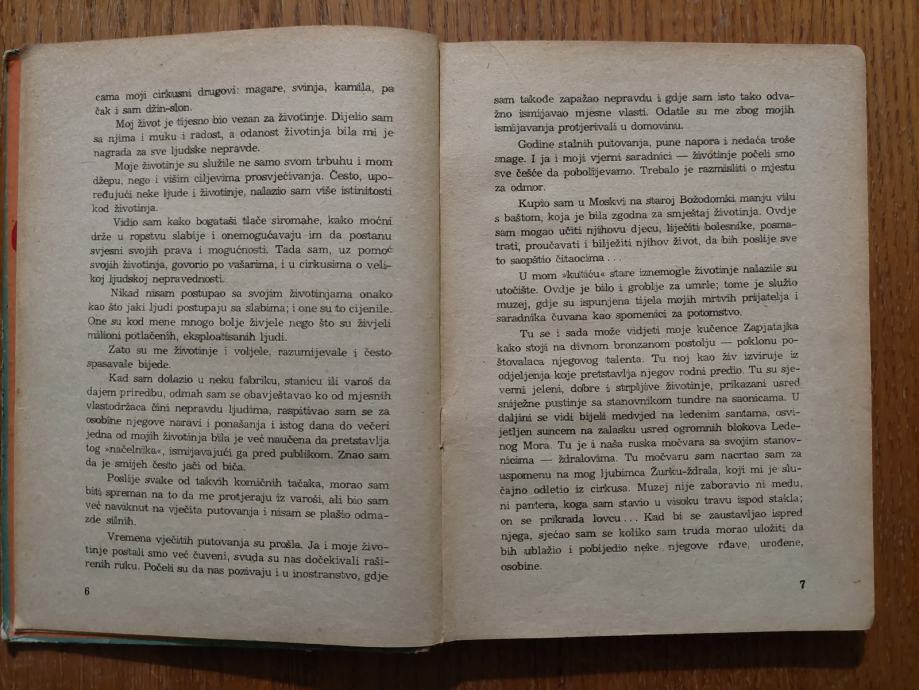 cama moji cirkusni drugovi: magare, svinja, kamila, pa
čak i sam džin-slon.
Moj život je tijesno bio vezan za životinje. Dijelio sam
sa njima i muku i radost, a odanost životinja bila mi je
nagrada za sve ljudske nepravde.
Moje životinje su služile ne samo svom trbuhu i mom
džepu, nego i višim ciljevima prosvjećivanja. Često, upo-
ređujući neke ljude i životinje, nalazio sam više istinitosti
kod životinja.
Vidio sam kako bogataši tlače siromahe, kako moćni
drže u ropstvu slabije i onemogućavaju im da postanu
svjesni svojih prava i mogućnosti. Tada sam, uz pomoć
svojih životinja, govorio po vašarima, i u cirkusima o veli-
koj ljudskoj nepravednosti.
Nikad nisam postupao sa svojim životinjama onako
kao što jaki ljudi postupaju sa slabima; i one su to cijenile.
One su kod mene mnogo bolje živjele nego što su živjeli
milioni potlačenih, eksploatisanih ljudi.
Zato su me životinje i voljele, razumijevale i često
spasavale bijede.
Kad sam dolazio u neku fabriku, stanicu ili varoš da
dajem priredbu, odmah sam se obavještavao ko od mjesnih
vlastodržaca čini nepravdu ljudima, raspitivao sam se za
osobine njegove naravi i ponašanja i istog dana do večeri
jedna od mojih životinja bila je već naučena da pretstavlja
tog »načelnika«, ismijavajući ga pred publikom. Znao sam
da je smijeh često jači od biča.
Poslije svake od takvih komičnih tačaka, morao sam
biti spreman na to da me protjeraju iz varoši, ali bio sam
već naviknut na vječita putovanja i nisam se plašio odma-
zde silnih.
Vremena vječitih putovanja su prošla. Ja i moje živo-
tinje postali smo već čuveni, svuda su nas dočekivali raši-
renih ruku. Počeli su da nas pozivaju i u inostranstvo, gdje
6
sam takođe zapažao nepravdu i gdje sam isto tako odva-
žno ismijavao mjesne vlasti. Odatle su me zbog mojih
ismijavanja protjerivali u domovinu.
Godine stalnih putovanja, pune napora i nedaća troše
snage. I ja i moji vjerni saradnici — životinje počeli smo
sve češće da pobolijevamo. Trebalo je razmisliti o mjestu
za odmor.
Kupio sam u Moskvi na staroj Božodomki manju vilu
s baštom, koja je bila zgodna za smještaj životinja. Ovdje
sam mogao učiti njihovu djecu, liječiti bolesnike, posma-
trati, proučavati i bilježiti njihov život, da bih poslije sve
to saopštio čitaocima...
U mom »kutaću« stare iznemogle životinje nalazile su
utočište. Ovdje je bilo i groblje za umrle; tome je služio
muzej, gdje su ispunjena tijela mojih mrtvih prijatelja i
saradnika čuvana kao spomenici za potomstvo.
Tu se i sada može vidjeti moje kučence Zapjatajka
kako stoji na divnom bronzanom postolju — poklonu po-
štovalaca njegovog talenta. Tu noj kao živ izviruje iz
odjeljenja koje pretstavlja njegov rodni predio. Tu su sje-
verni jeleni, dobre i strpljive životinje, prikazani usred
sniježne pustinje sa stanovnikom tundre na saonicama. U
daljini se vidi bijeli medvjed na ledenim santama, osvi-
jetljen suncem na zalasku usred ogromnih blokova Lede-
nog Mora. Tu je i naša ruska močvara sa svojim stanov-
nicima — ždralovima. Tu močvaru sam nacrtao sam za
uspomenu na mog ljubimca Žurku-ždrala, koji mi je slu-
čajno odletio iz cirkusa. Muzej nije zaboravio ni medu,
ni pantera, koga sam stavio u visoku travu ispod stakla;
on se prikrada lovcu... Kad bi se zaustavljao ispred
njega, sjećao sam se koliko sam truda morao uložiti da
bih ublažio i pobijedio neke njegove rđave, urođene,
osobine.
7